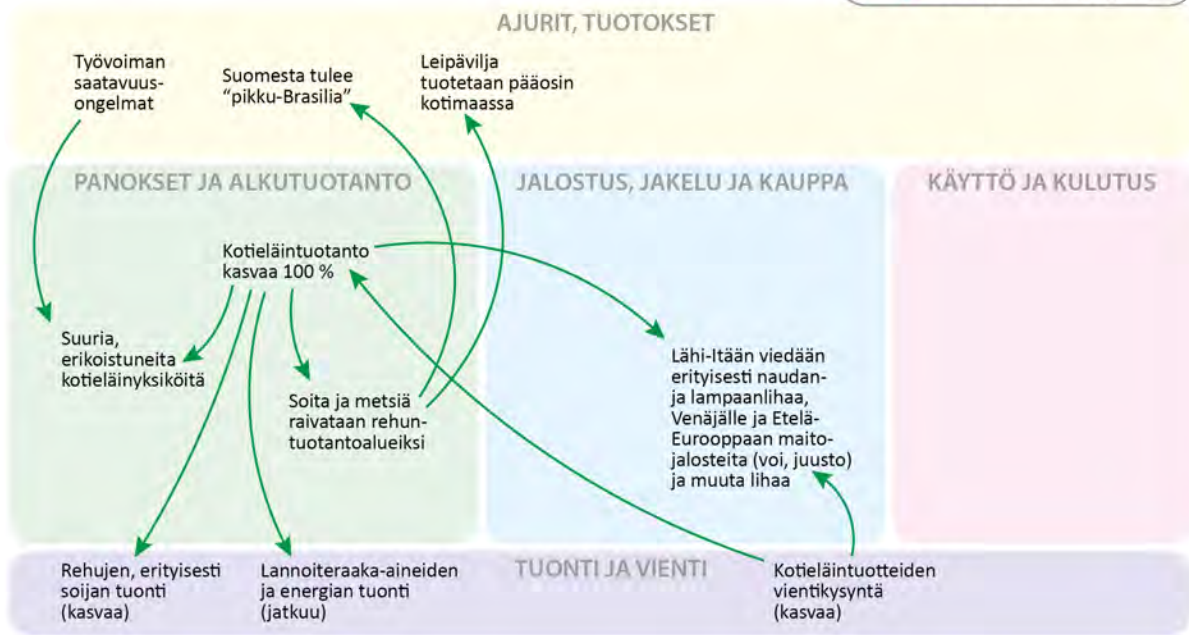 AJURIT, TUOTOKSET
Työvoiman
saatavuus-
ongelmat
Suomesta tulee
“pikku-Brasilia”
Leipävilja
tuotetaan pääosin
kotimaassa
PANOKSET JA ALKUTUOTANTO
JALOSTUS, JAKELU JA KAUPPA
KÄYTTÖ JA KULUTUS
Kotieläintuotanto
kasvaa 100 %
Suuria,
erikoistuneita
kotieläinyksiköitä
Soita ja metsiä
raivataan rehun-
tuotantoalueiksi
Lähi-Itään viedään
erityisesti naudan-
ja lampaanlihaa,
Venäjälle ja Etelä-
Eurooppaan maito-
jalosteita (voi, juusto)
ja muuta lihaa
TUONTI JA VIENTI
Rehujen, erityisesti
soijan tuonti
(kasvaa)
Lannoiteraaka-aineiden
ja energian tuonti
(jatkuu)
Kotieläintuotteiden
vientikysyntä
(kasvaa)